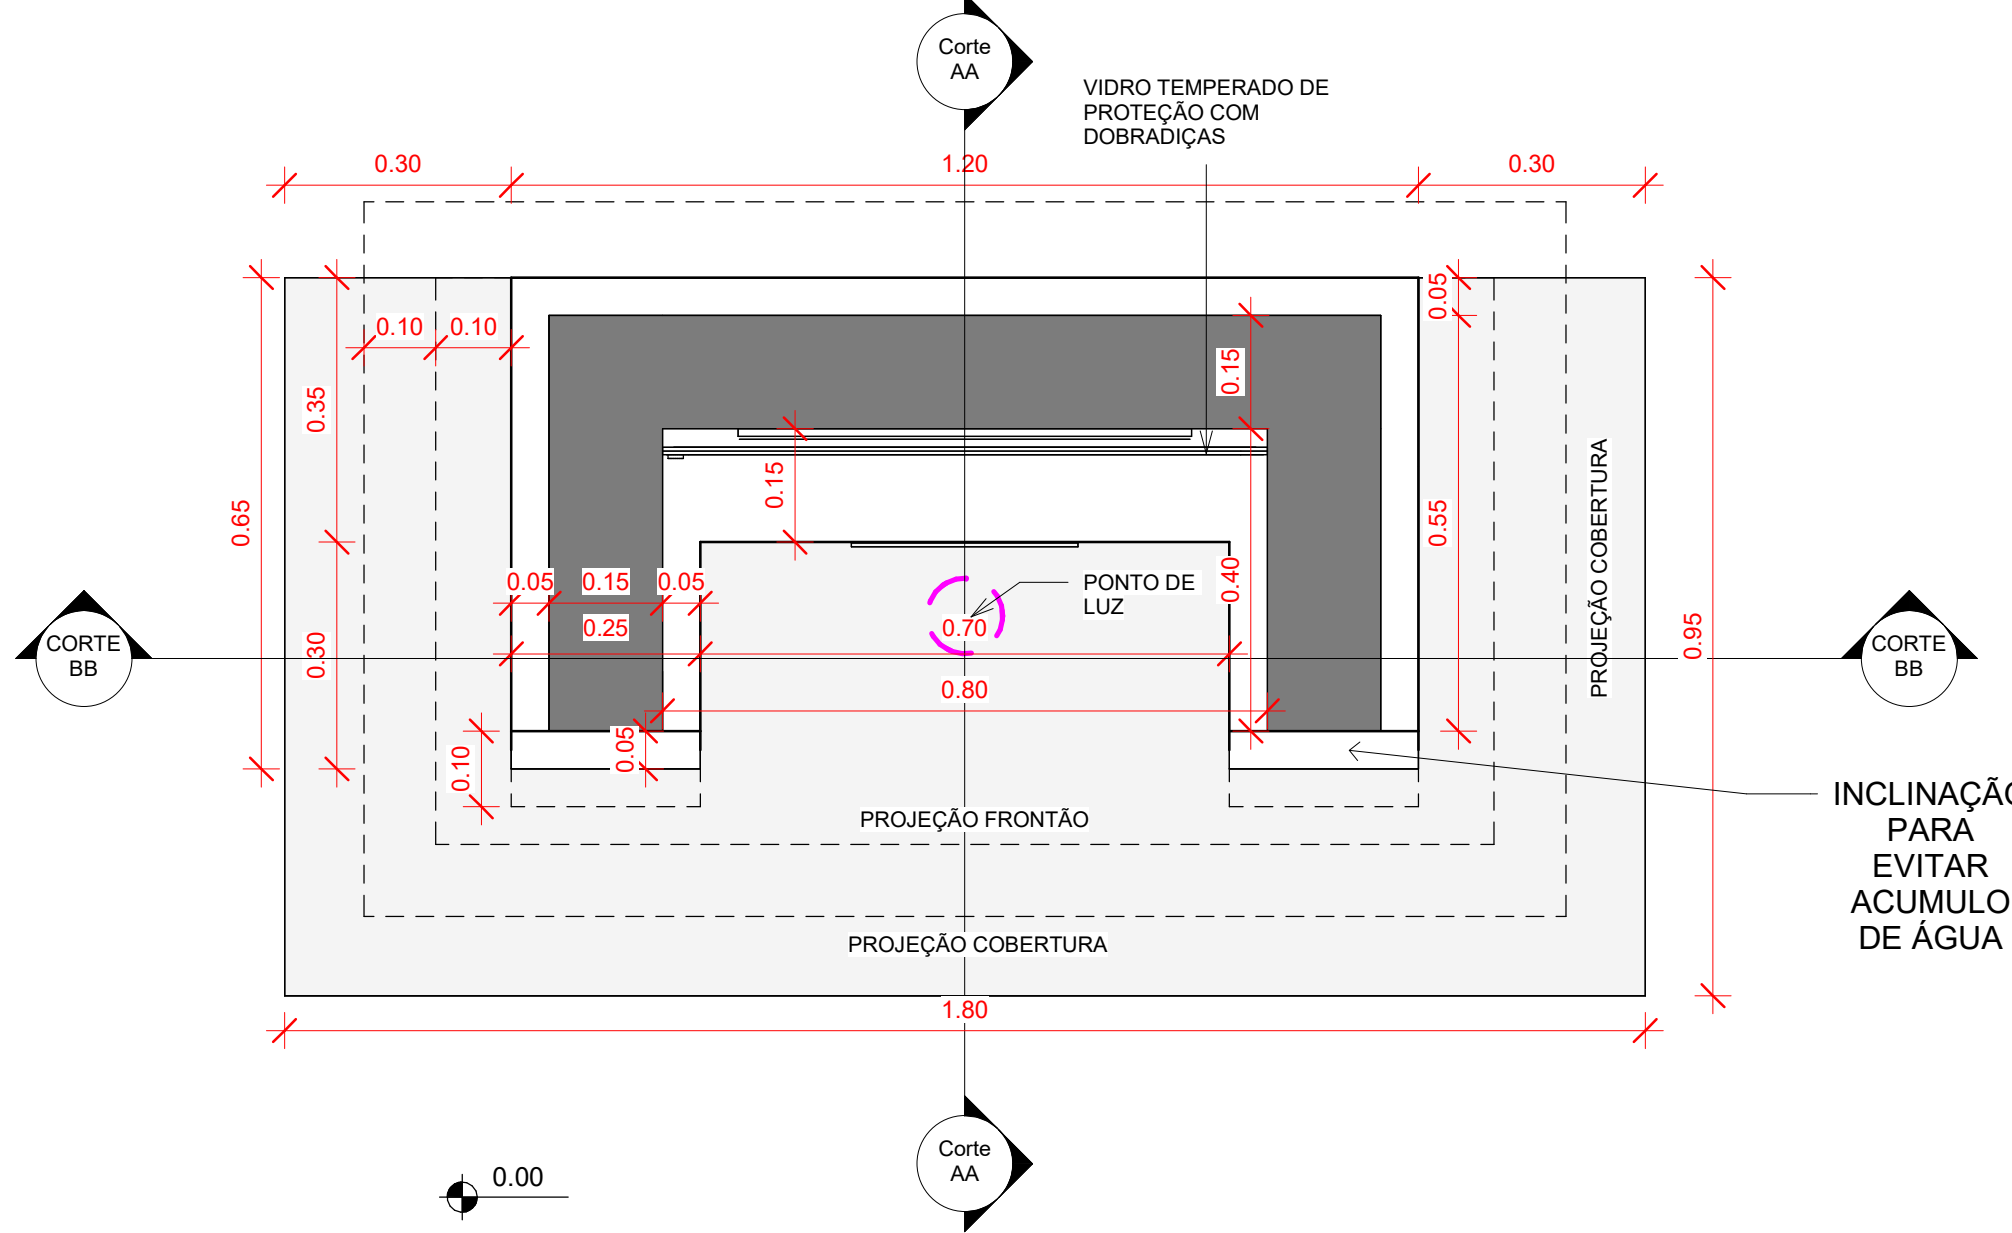 Corte
AA
VIDRO TEMPERADO DE
PROTEÇÃO COM
DOBRADIÇAS
0.30
1.20
0.30
0.05
0.10
0.10
0.35
0.15
0.15
0.65
0.55
PROJEÇÃO COBERTURA
0.05
0.15
0.05
0.40
PONTO DE
LUZ
0.25
0.70
0.30
0.95
CORTE
BB
CORTE
BB
0.80
0.10
0.05
PROJEÇÃO FRONTÃO
INCLINAÇÃO
PARA
EVITAR
ACUMULO
DE ÁGUA
PROJEÇÃO COBERTURA
1.80
Corte
AA
0.00